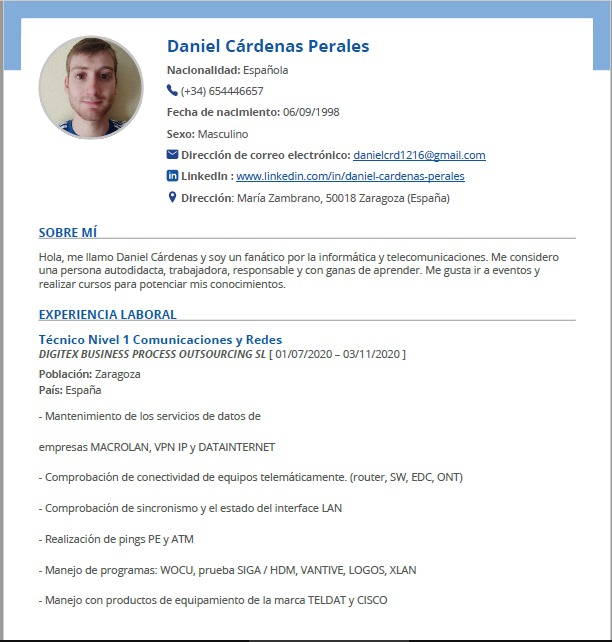 Daniel Cárdenas Perales
Nacionalidad: Española
(+34) 654446657
Fecha de nacimiento: 06/09/1998
Sexo: Masculino
Dirección de correo electrónico: danielcrd1216@gmail.com
LinkedIn : www.linkedin.com/in/daniel-cardenas-perales
Dirección: María Zambrano, 50018 Zaragoza (España)
SOBRE MÍ
Hola, me llamo Daniel Cárdenas y soy un fanático por la informática y telecomunicaciones. Me considero
una persona autodidacta, trabajadora, responsable y con ganas de aprender. Me gusta ir a eventos y
realizar cursos para potenciar mis conocimientos.
EXPERIENCIA LABORAL
Técnico Nivel 1 Comunicaciones y Redes
DIGITEX BUSINESS PROCESS OUTSOURCING SL [ 01/07/2020 – 03/11/2020 ]
Población: Zaragoza
País: España
- Mantenimiento de los servicios de datos de
empresas MACROLAN, VPN IP y DATAINTERNET
- Comprobación de conectividad de equipos telemáticamente. (router, SW, EDC, ONT)
- Comprobación de sincronismo y el estado del interface LAN
- Realización de pings PE y ATM
- Manejo de programas: WOCU, prueba SIGA / HDM, VANTIVE, LOGOS, XLAN
- Manejo con productos de equipamiento de la marca TELDAT y CISCO